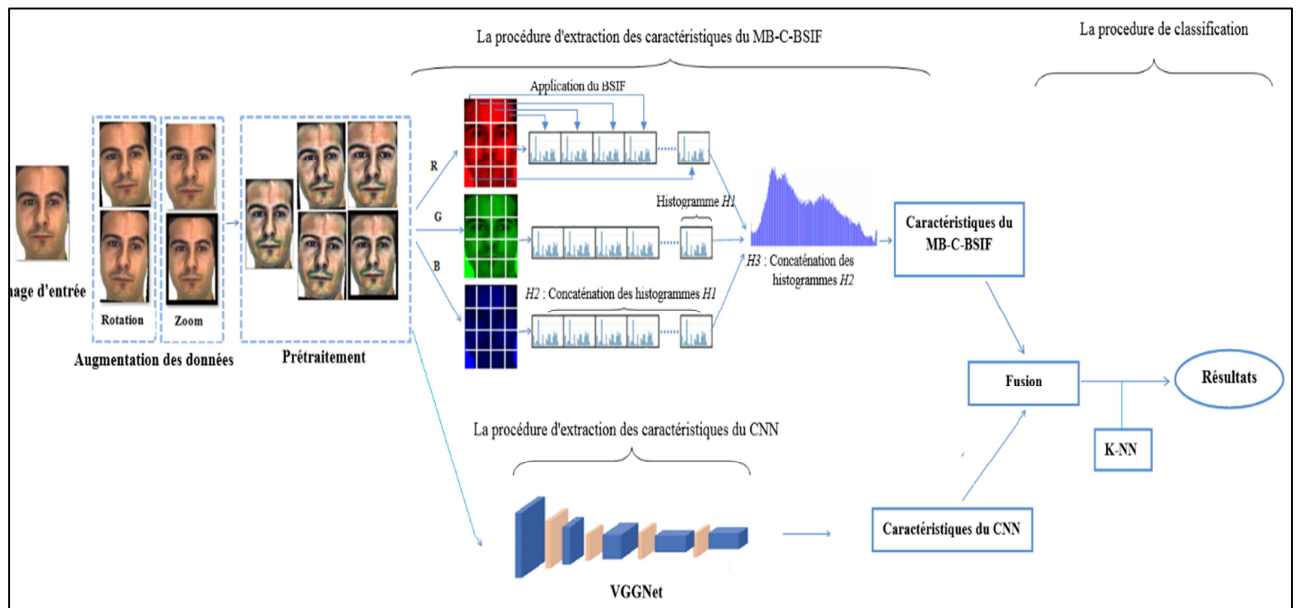 La procédure d'extraction des caractéristiques du MB-C-BSIF
La procedure de classification
Application du BSIF
R
G
B
Histogramme H1
H2 : Concaténation des histogrammes H1
H3 : Concaténation des
histogrammes H2
Caractéristiques du
MB-C-BSIF
mage d'entrée
Rotation
Zoom
Augmentation des données
Prétraitement
Fusion
Résultats
K-NN
La procédure d'extraction des caractéristiques du CNN
VGGNet
Caractéristiques du CNN